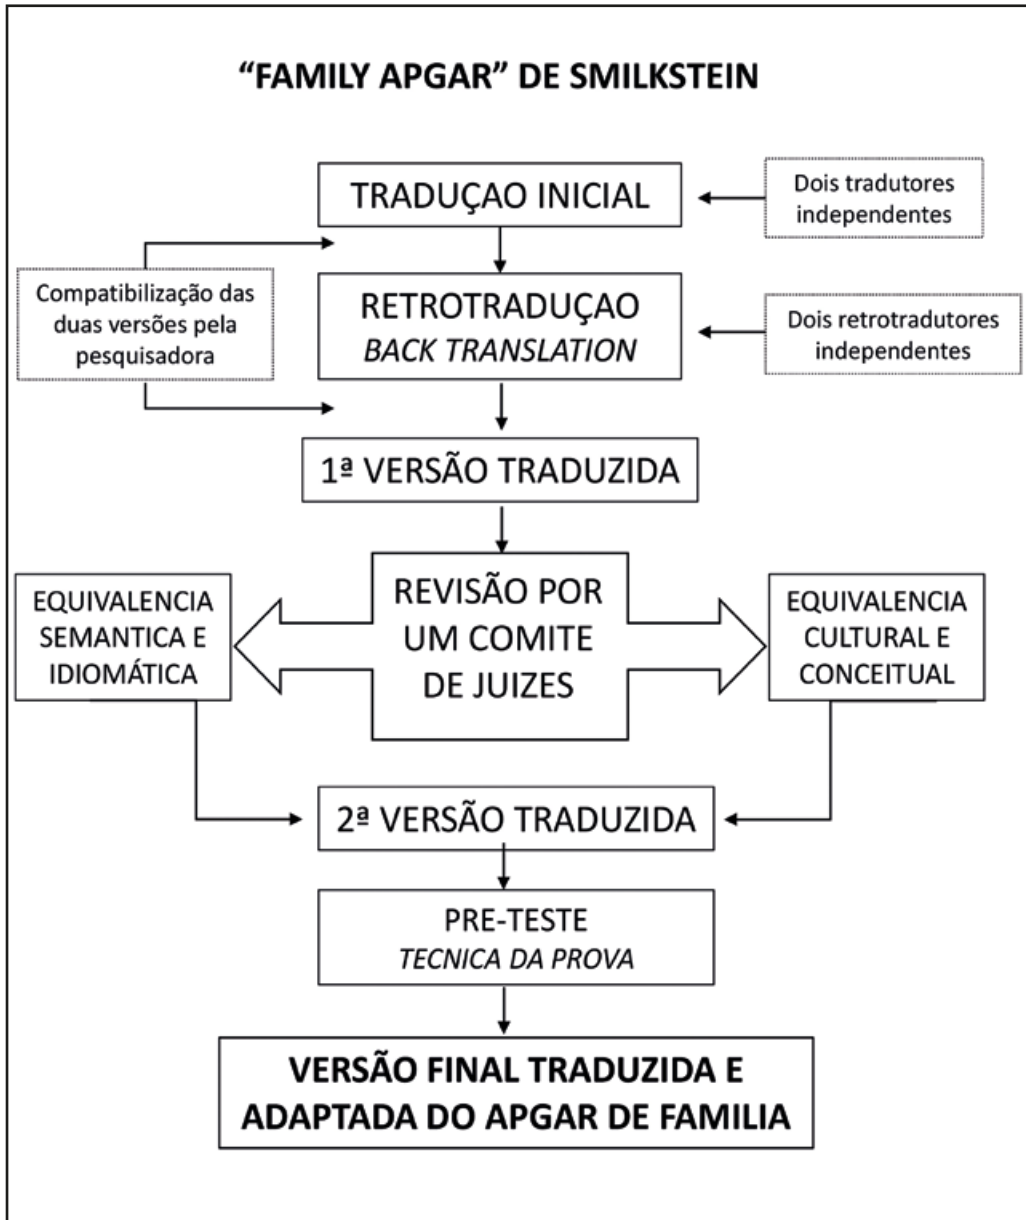 “FAMILY APGAR” DE SMILKSTEIN
TRADUÇAO INICIAL
Dois tradutores
independentes
Compatibilização das
duas versões pela
pesquisadora
RETROTRADUÇAO
BACK TRANSLATION
Dois retrotradutores
independentes
1ª VERSÃO TRADUZIDA
EQUIVALENCIA
SEMANTICA E
IDIOMÁTICA
REVISÃO POR
UM COMITE
DE JUIZES
EQUIVALENCIA
CULTURAL E
CONCEITUAL
2ª VERSÃO TRADUZIDA
PRE-TESTE
TECNICA DA PROVA
VERSÃO FINAL TRADUZIDA E
ADAPTADA DO APGAR DE FAMILIA